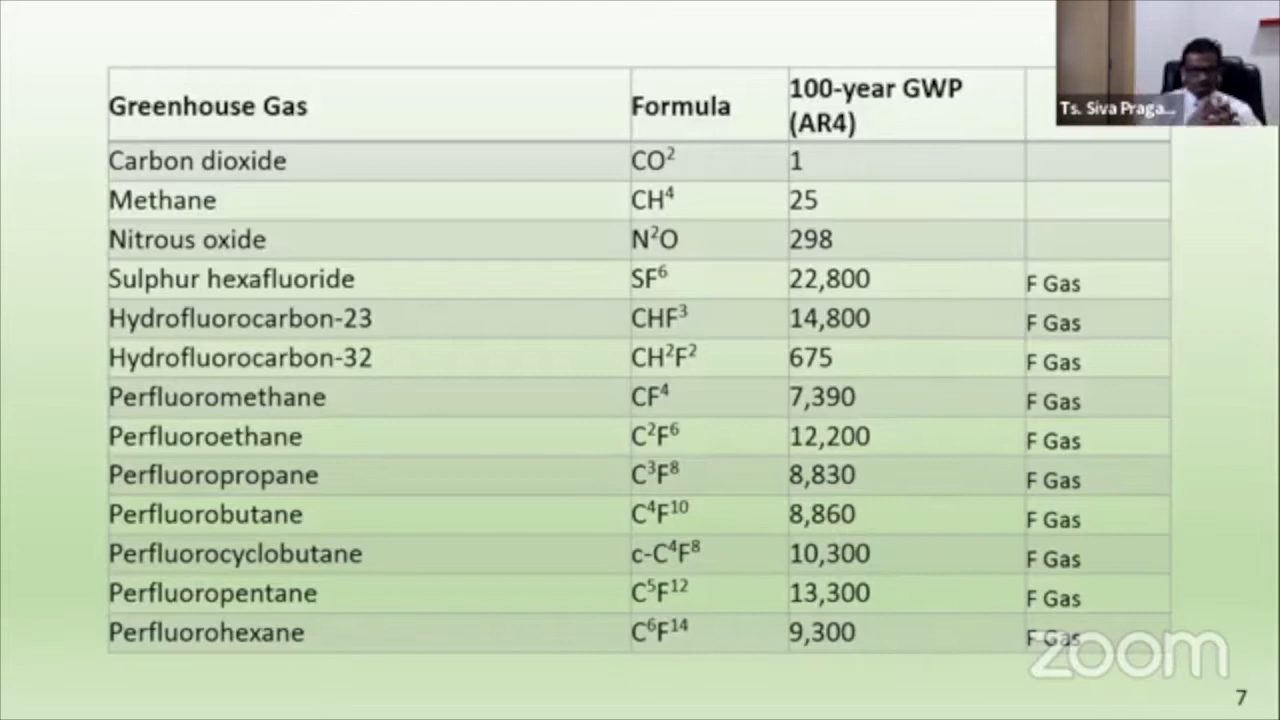 Ts. Siva Praga...
Greenhouse Gas Formula 100-year GWP (AR4)
Carbon dioxide CO² 1
Methane CH⁴ 25
Nitrous oxide N²O 298
Sulphur hexafluoride SF⁶ 22,800 F Gas
Hydrofluorocarbon-23 CHF³ 14,800 F Gas
Hydrofluorocarbon-32 CH²F² 675 F Gas
Perfluoromethane CF⁴ 7,390 F Gas
Perfluoroethane C²F⁶ 12,200 F Gas
Perfluoropropane C³F⁸ 8,830 F Gas
Perfluorobutane C⁴F¹⁰ 8,860 F Gas
Perfluorocyclobutane c-C⁴F⁸ 10,300 F Gas
Perfluoropentane C⁵F¹² 13,300 F Gas
Perfluorohexane C⁶F¹⁴ 9,300 F Gas
zoom
7